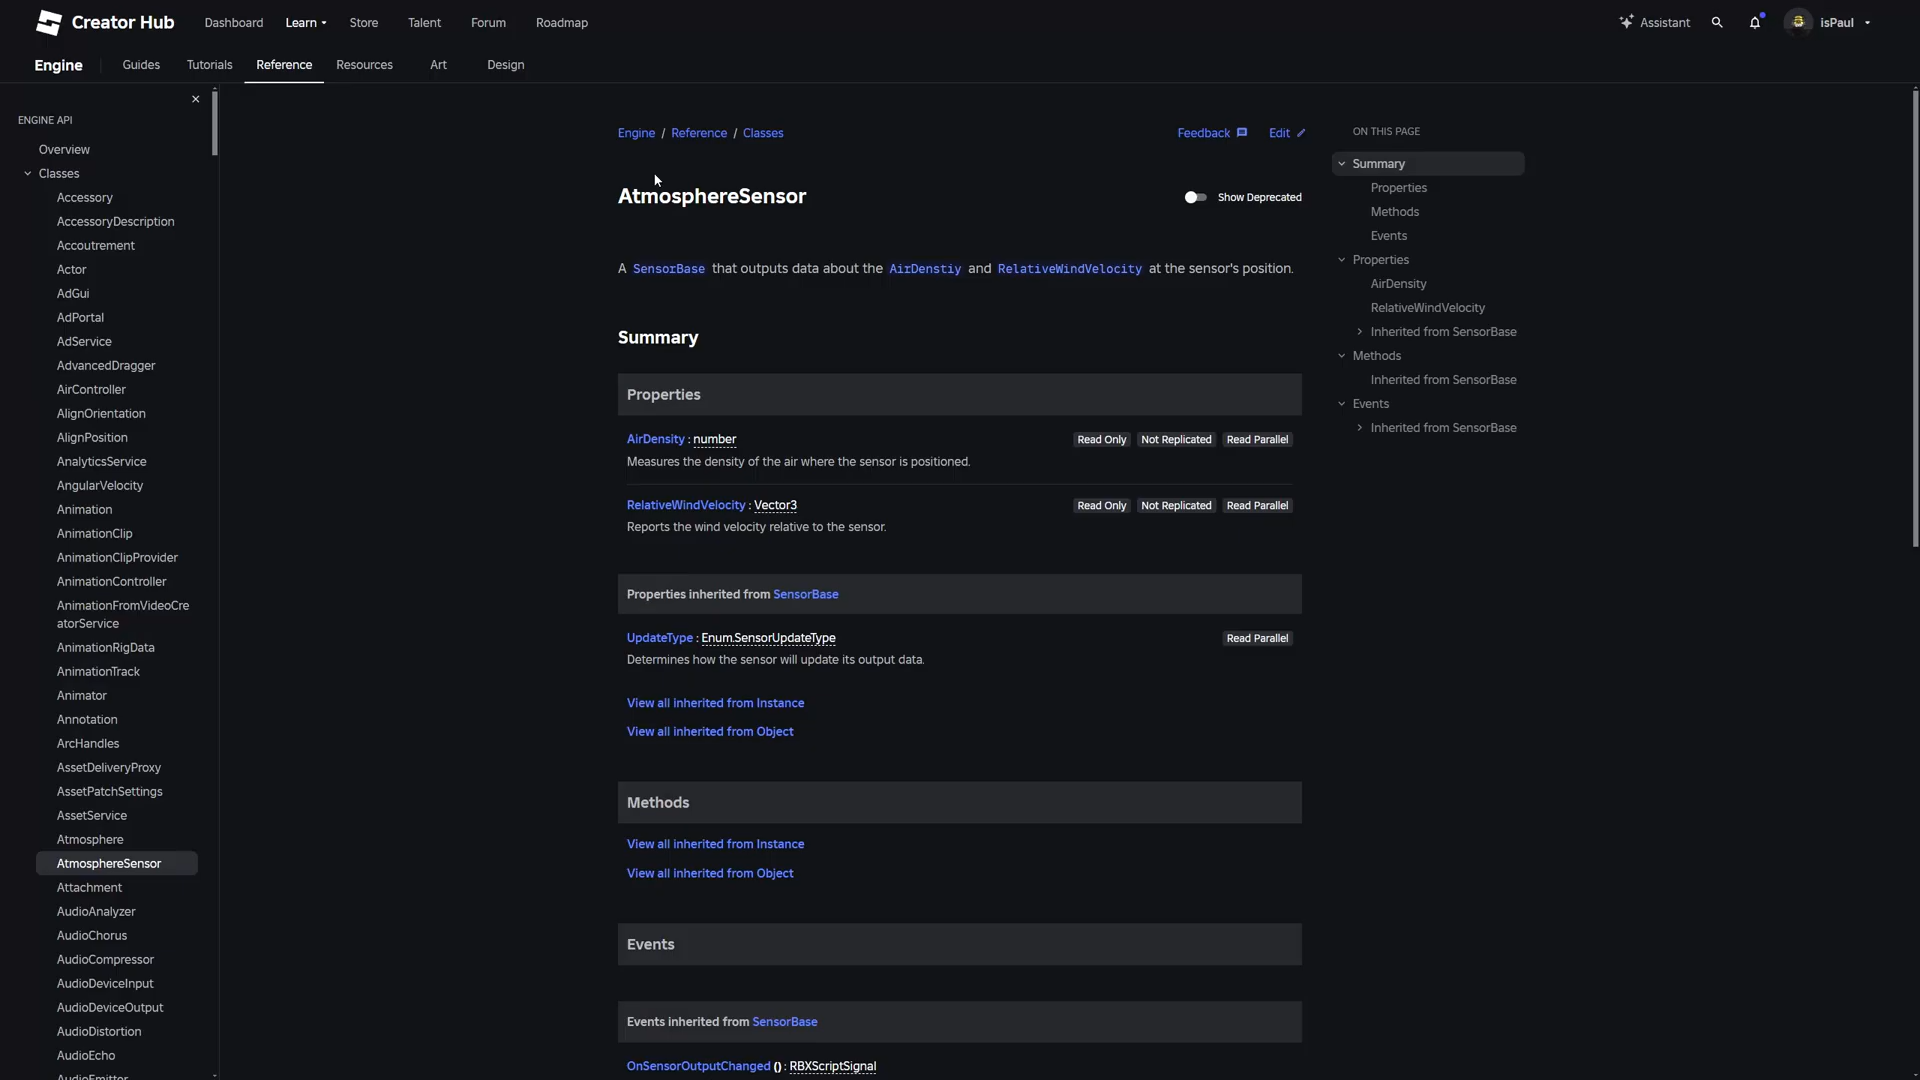 Creator Hub
Dashboard
Learn
Store
Talent
Forum
Roadmap
Assistant
isPaul
Engine
Guides
Tutorials
Reference
Resources
Art
Design
ENGINE API
Overview
Classes
Accessory
AccessoryDescription
Accoutrement
Actor
AdGui
AdPortal
AdService
AdvancedDragger
AirController
AlignOrientation
AlignPosition
AnalyticsService
AngularVelocity
Animation
AnimationClip
AnimationClipProvider
AnimationController
AnimationFromVideoCre
atorService
AnimationRigData
AnimationTrack
Animator
Annotation
ArcHandles
AssetDeliveryProxy
AssetPatchSettings
AssetService
Atmosphere
AtmosphereSensor
Attachment
AudioAnalyzer
AudioChorus
AudioCompressor
AudioDeviceInput
AudioDeviceOutput
AudioDistortion
AudioEcho
AudioEmitter
Engine / Reference / Classes
Feedback
Edit
AtmosphereSensor
Show Deprecated
A SensorBase that outputs data about the AirDenstiy and RelativeWindVelocity at the sensor's position.
Summary
Properties
AirDensity : number
Read Only Not Replicated Read Parallel
Measures the density of the air where the sensor is positioned.
RelativeWindVelocity : Vector3
Read Only Not Replicated Read Parallel
Reports the wind velocity relative to the sensor.
Properties inherited from SensorBase
UpdateType : Enum.SensorUpdateType
Read Parallel
Determines how the sensor will update its output data.
View all inherited from Instance
View all inherited from Object
Methods
View all inherited from Instance
View all inherited from Object
Events
Events inherited from SensorBase
OnSensorOutputChanged () : RBXScriptSignal
ON THIS PAGE
Summary
Properties
Methods
Events
Properties
AirDensity
RelativeWindVelocity
Inherited from SensorBase
Methods
Inherited from SensorBase
Events
Inherited from SensorBase